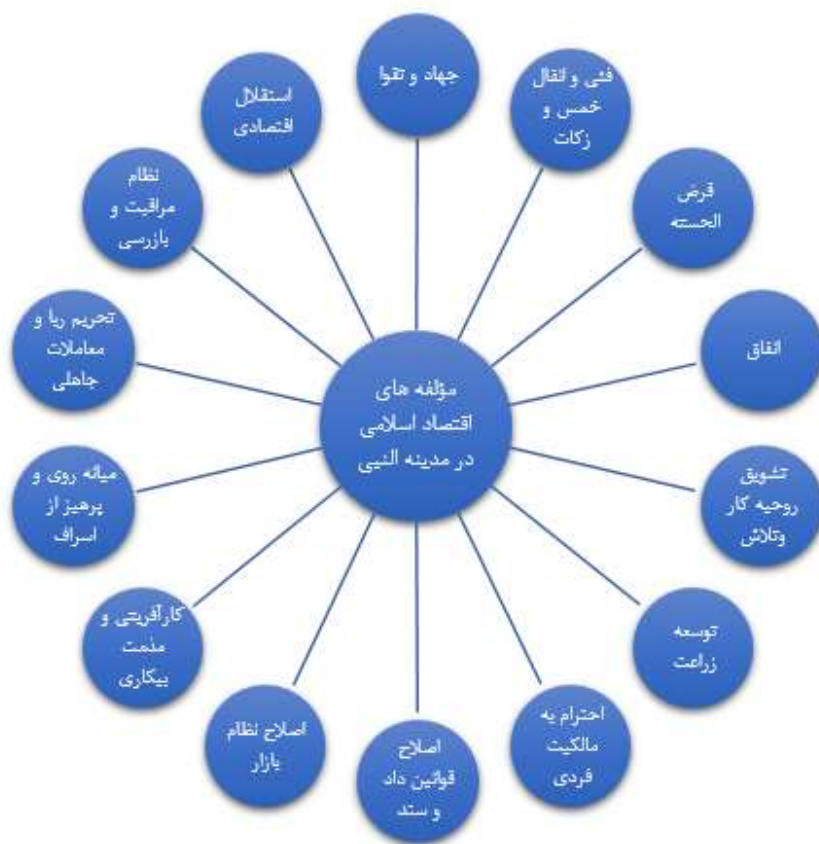 مؤلفه های
اقتصاد اسلامی
در مدینه النبی
جهاد و تقوا
فئی و انفال
خمس و
زکات
قرض
الحسنه
انفاق
تشویق
روحیه کار
وتلاش
توسعه
زراعت
احترام به
مالکیت
فردی
اصلاح
قوانین داد
و ستد
اصلاح نظام
بازار
کارآفرینی و
مذمت
بیکاری
میانه روی و
پرهیز از
اسراف
تحریم ربا و
معاملات
جاهلی
نظام
مراقبت و
بازرسی
استقلال
اقتصادی